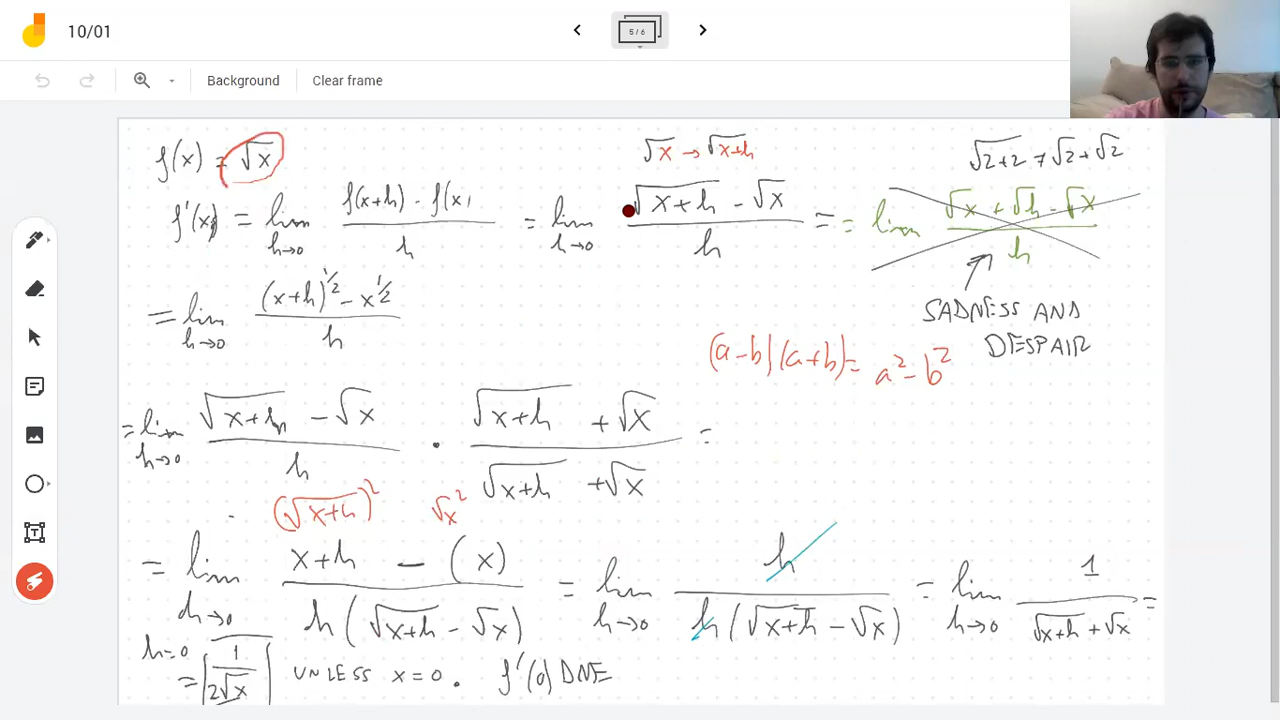 10/01
5/6
Background
Clear frame
f(x) = √x
√x → √x+h
√2+2 ≠ √2 + √2
f'(x) = lim h→0 f(x+h) - f(x) / h = lim h→0 √x+h - √x / h = = lim √x + √h - √x / h
= lim h→0 (x+h)^1/2 - x^1/2 / h
SADNESS AND
DESPAIR
(a-b)(a+b) = a² - b²
= lim h→0 √x+h - √x / h · √x+h + √x / √x+h + √x =
(√x+h)² √x²
= lim h→0 x+h - (x) / h(√x+h - √x) = lim h→0 h / h(√x+h - √x) = lim h→0 1 / √x+h + √x =
h=0
= 1 / 2√x UNLESS x = 0. f'(0) DNE